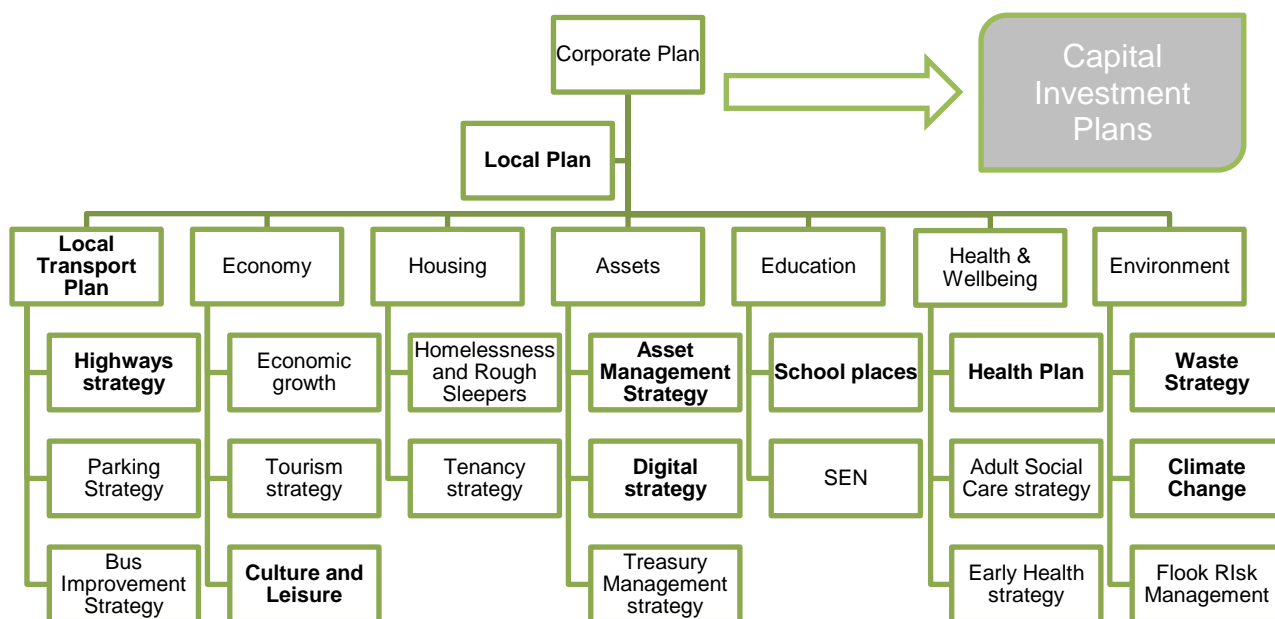 Corporate Plan
Capital
Investment
Plans
Local Plan
Local
Transport
Plan
Economy
Housing
Assets
Education
Health &
Wellbeing
Environment
Highways
strategy
Economic
growth
Homelessness
and Rough
Sleepers
Asset
Management
Strategy
School places
Health Plan
Waste
Strategy
Parking
Strategy
Tourism
strategy
Tenancy
strategy
Digital
strategy
SEN
Adult Social
Care strategy
Climate
Change
Bus
Improvement
Strategy
Culture and
Leisure
Treasury
Management
strategy
Early Health
strategy
Flook RIsk
Management